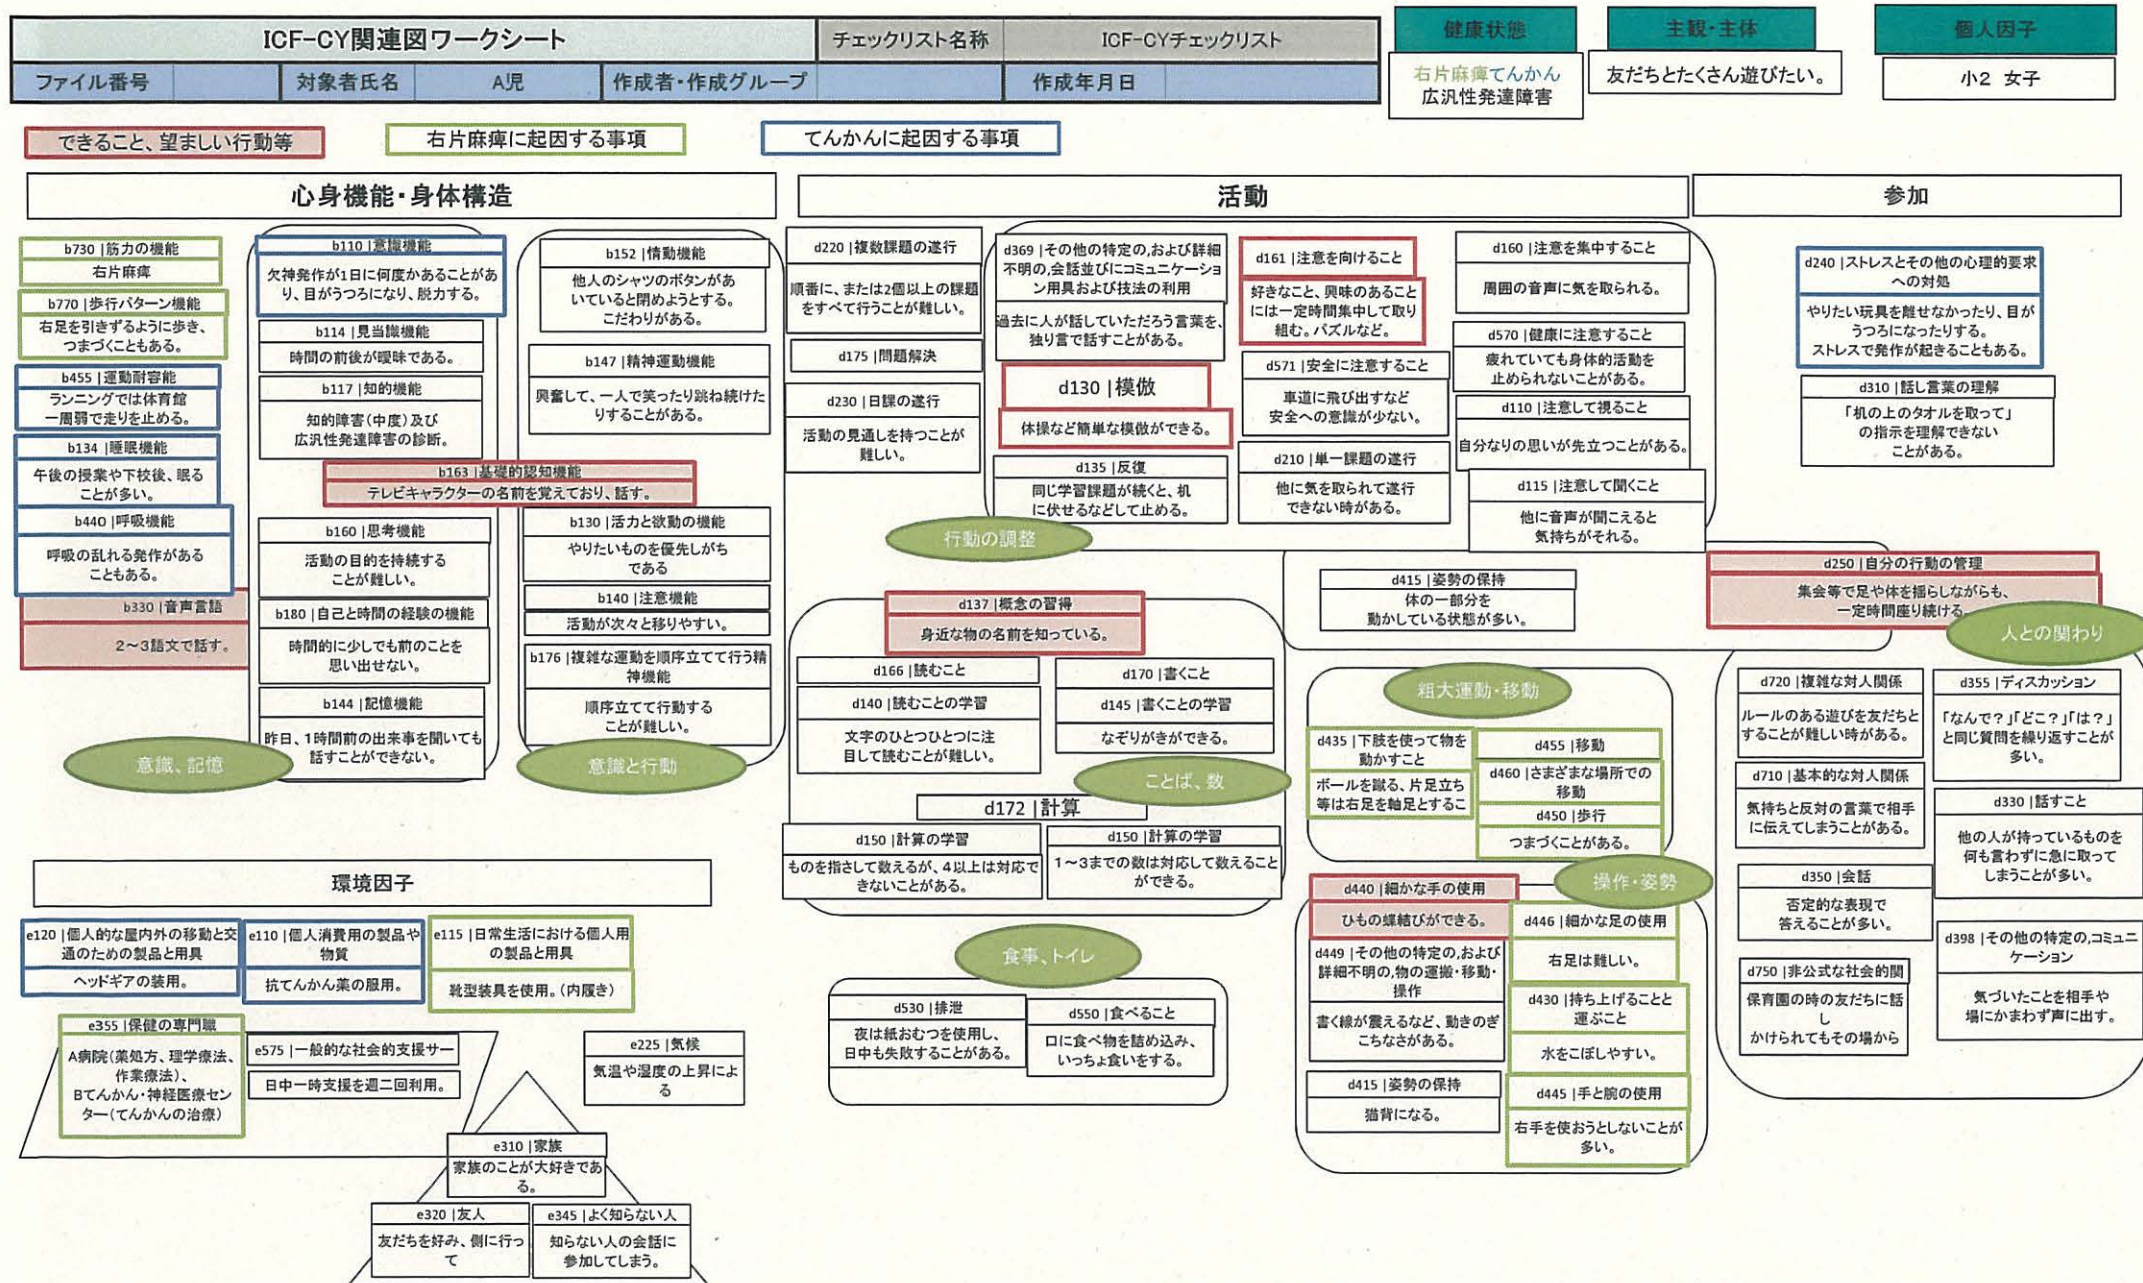 ICF-CY関連図ワークシート
チェックリスト名称
ICF-CYチェックリスト
ファイル番号
対象者氏名
A児
作成者・作成グループ
作成年月日
健康状態
右片麻痺てんかん
広汎性発達障害
主観・主体
友だちとたくさん遊びたい。
個人因子
小2 女子
できること、望ましい行動等
右片麻痺に起因する事項
てんかんに起因する事項
心身機能・身体構造
b730 |筋力の機能
右片麻痺
b770 |歩行パターン機能
右足を引きずるように歩き、
つまづくこともある。
b455 |運動耐容能
ランニングでは体育館
一周弱で走りを止める。
b134 |睡眠機能
午後の授業や下校後、眠る
ことが多い。
b440 |呼吸機能
呼吸の乱れる発作がある
こともある。
b330 |音声言語
2～3語文で話す。
b110 |意識機能
欠神発作が1日に何度かあることがあ
り、目がうつろになり、脱力する。
b114 |見当識機能
時間の前後が曖昧である。
b117 |知的機能
知的障害(中度)及び
広汎性発達障害の診断。
b163 |基礎的認知機能
テレビキャラクターの名前を覚えており、話す。
b160 |思考機能
活動の目的を持続する
ことが難しい。
b180 |自己と時間の経験の機能
時間的に少しでも前のことを
思い出せない。
b144 |記憶機能
昨日、1時間前の出来事を聞いても
話すことができない。
意識、記憶
b152 |情動機能
他人のシャツのボタンがあ
いていると閉めようとする。
こだわりがある。
b147 |精神運動機能
興奮して、一人で笑ったり跳ね続けた
りすることがある。
b130 |活力と欲動の機能
やりたいものを優先しがち
である
b140 |注意機能
活動が次々と移りやすい。
b176 |複雑な運動を順序立てて行う精
神機能
順序立てて行動する
ことが難しい。
意識と行動
活動
d220 |複数課題の遂行
順番に、または2個以上の課題
をすべて行うことが難しい。
d175 |問題解決
d230 |日課の遂行
活動の見通しを持つことが
難しい。
d369 |その他の特定の,および詳細
不明の,会話並びにコミュニケーショ
ン用具および技法の利用
過去に人が話していただろう言葉を、
独り言で話すことがある。
d130 |模倣
体操など簡単な模倣ができる。
d135 |反復
同じ学習課題が続くと、机
に伏せるなどして止める。
行動の調整
d161 |注意を向けること
好きなこと、興味のあること
には一定時間集中して取り
組む。パズルなど。
d571 |安全に注意すること
車道に飛び出すなど
安全への意識が少ない。
d210 |単一課題の遂行
他に気を取られて遂行
できない時がある。
d160 |注意を集中すること
周囲の音声に気を取られる。
d570 |健康に注意すること
疲れていても身体的活動を
止められないことがある。
d110 |注意して視ること
自分なりの思いが先立つことがある。
d115 |注意して聞くこと
他に音声が聞こえると
気持ちがそれる。
d415 |姿勢の保持
体の一部分を
動かしている状態が多い。
d137 |概念の習得
身近な物の名前を知っている。
d166 |読むこと
d140 |読むことの学習
文字のひとつひとつに注
目して読むことが難しい。
d170 |書くこと
d145 |書くことの学習
なぞりがきができる。
ことば、数
d172 |計算
d150 |計算の学習
ものを指さして数えるが、4以上は対応で
きないことがある。
d150 |計算の学習
1～3までの数は対応して数えること
ができる。
食事、トイレ
d530 |排泄
夜は紙おむつを使用し、
日中も失敗することがある。
d550 |食べること
口に食べ物を詰め込み、
いっちょ食いをする。
粗大運動・移動
d435 |下肢を使って物を
動かすこと
ボールを蹴る、片足立ち
等は右足を軸足とするこ
d455 |移動
d460 |さまざまな場所での
移動
d450 |歩行
つまづくことがある。
操作・姿勢
d440 |細かな手の使用
ひもの蝶結びができる。
d449 |その他の特定の,および
詳細不明の,物の運搬・移動・
操作
書く線が震えるなど、動きのぎ
こちなさがある。
d415 |姿勢の保持
猫背になる。
d446 |細かな足の使用
右足は難しい。
d430 |持ち上げることと
運ぶこと
水をこぼしやすい。
d445 |手と腕の使用
右手を使おうとしないことが
多い。
参加
d240 |ストレスとその他の心理的要求
への対処
やりたい玩具を離せなかったり、目が
うつろになったりする。
ストレスで発作が起きることもある。
d310 |話し言葉の理解
「机の上のタオルを取って」
の指示を理解できない
ことがある。
d250 |自分の行動の管理
集会等で足や体を揺らしながらも、
一定時間座り続ける。
人との関わり
d720 |複雑な対人関係
ルールのある遊びを友だちと
することが難しい時がある。
d710 |基本的な対人関係
気持ちと反対の言葉で相手
に伝えてしまうことがある。
d350 |会話
否定的な表現で
答えることが多い。
d750 |非公式な社会的関
保育園の時の友だちに話
し
かけられてもその場から
d355 |ディスカッション
「なんで？」「どこ？」「は？」
と同じ質問を繰り返すことが
多い。
d330 |話すこと
他の人が持っているものを
何も言わずに急に取って
しまうことが多い。
d398 |その他の特定の,コミュニ
ケーション
気づいたことを相手や
場にかまわず声に出す。
環境因子
e120 |個人的な屋内外の移動と交
通のための製品と用具
ヘッドギアの装用。
e110 |個人消費用の製品や
物質
抗てんかん薬の服用。
e115 |日常生活における個人用
の製品と用具
靴型装具を使用。(内履き)
e355 |保健の専門職
A病院(薬処方、理学療法、
作業療法)、
Bてんかん・神経医療セン
ター(てんかんの治療)
e575 |一般的な社会的支援サー
日中一時支援を週二回利用。
e225 |気候
気温や湿度の上昇によ
る
e310 |家族
家族のことが大好きであ
る。
e320 |友人
友だちを好み、側に行っ
て
e345 |よく知らない人
知らない人の会話に
参加してしまう。